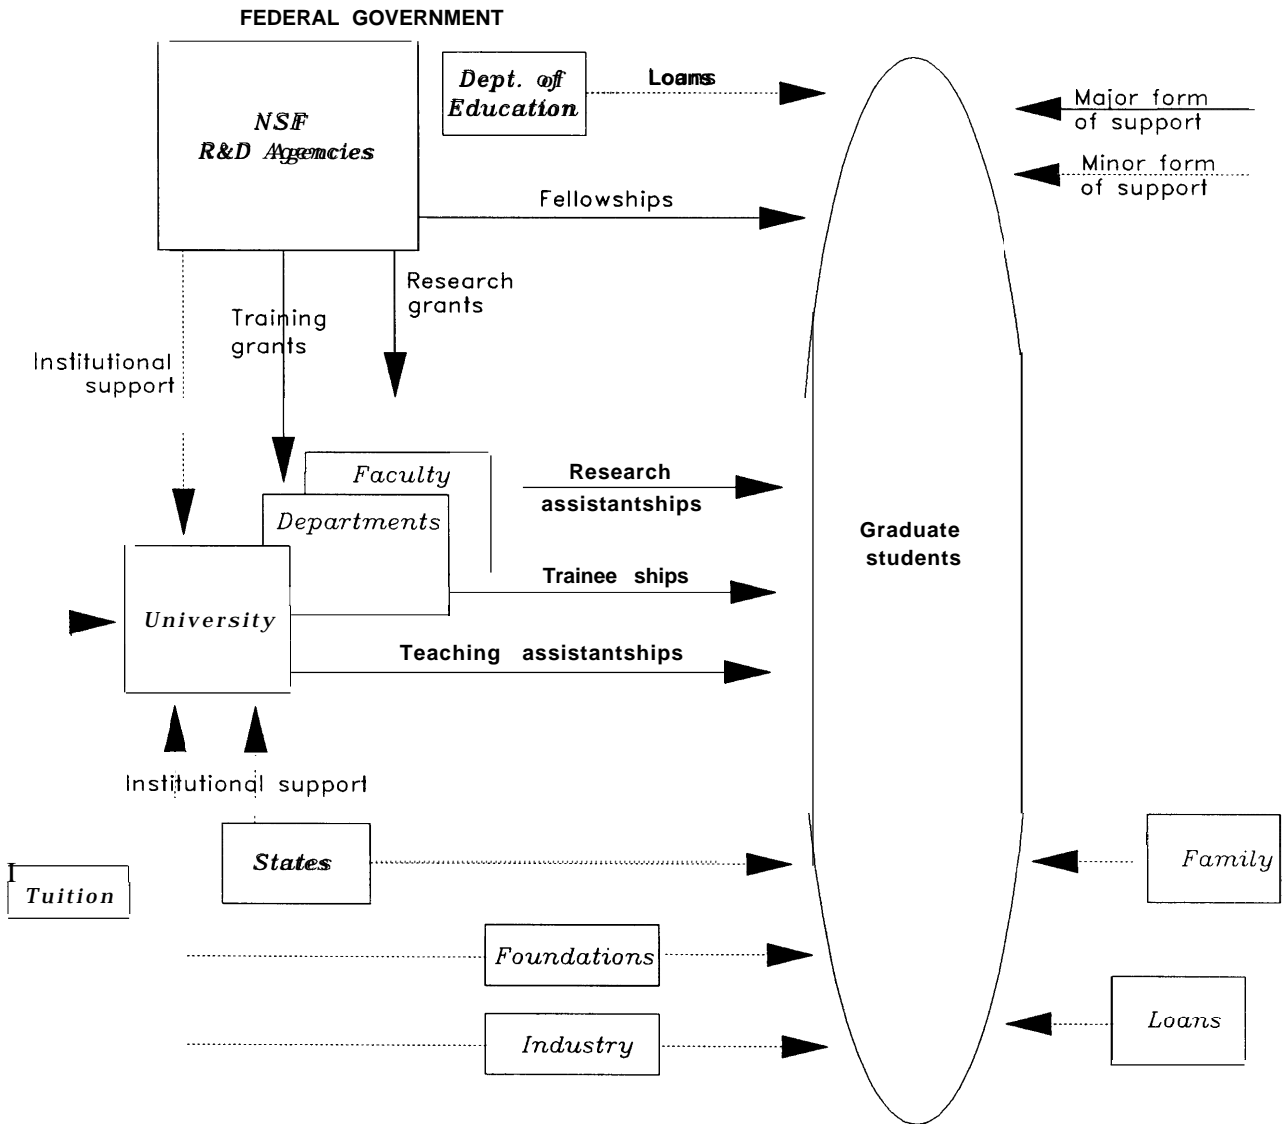 FEDERAL GOVERNMENT
NSF
R&D Agencies
Dept. of
Education
Loans
Major form
of support
Minor form
of support
Fellowships
Research
grants
Training
grants
Institutional
support
Faculty
Departments
University
Research
assistantships
Trainee ships
Teaching assistantships
Graduate
students
Institutional support
States
I
Tuition
Family
Foundations
Loans
Industry